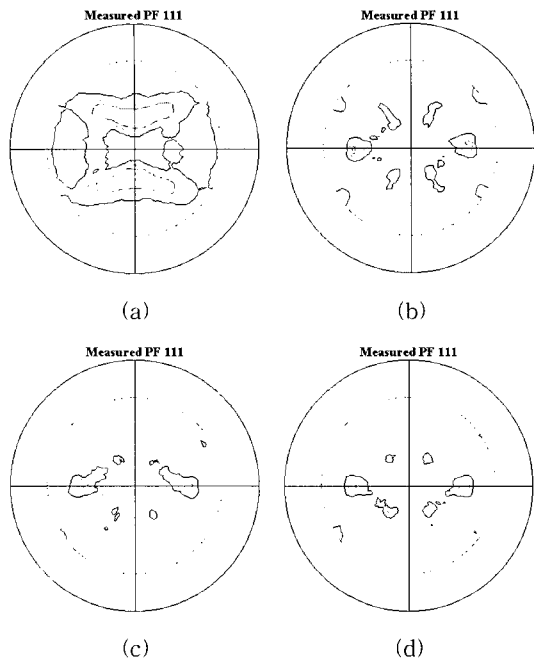 Measured PF 111
Measured PF 111
(a)
(b)
Measured PF 111
Measured PF 111
(c)
(d)